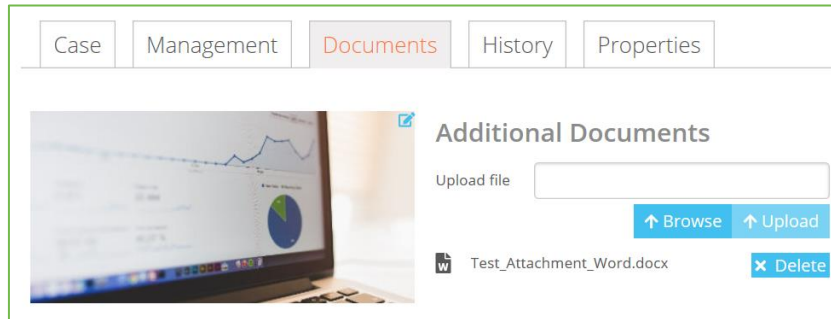 Case Management Documents History Properties
Additional Documents
Upload file
Browse Upload
W Test_Attachment_Word.docx Delete